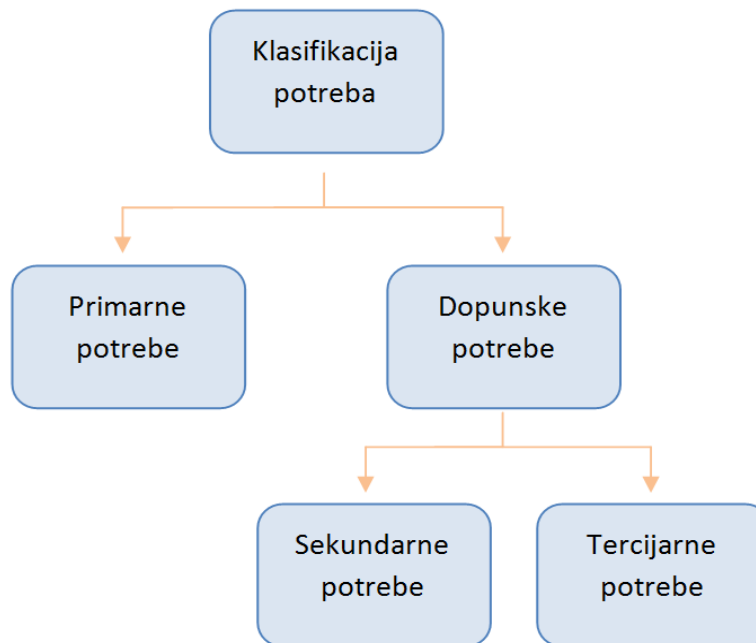 Klasifikacija
potreba
Primarne
potrebe
Dopunske
potrebe
Sekundarne
potrebe
Tercijarne
potrebe